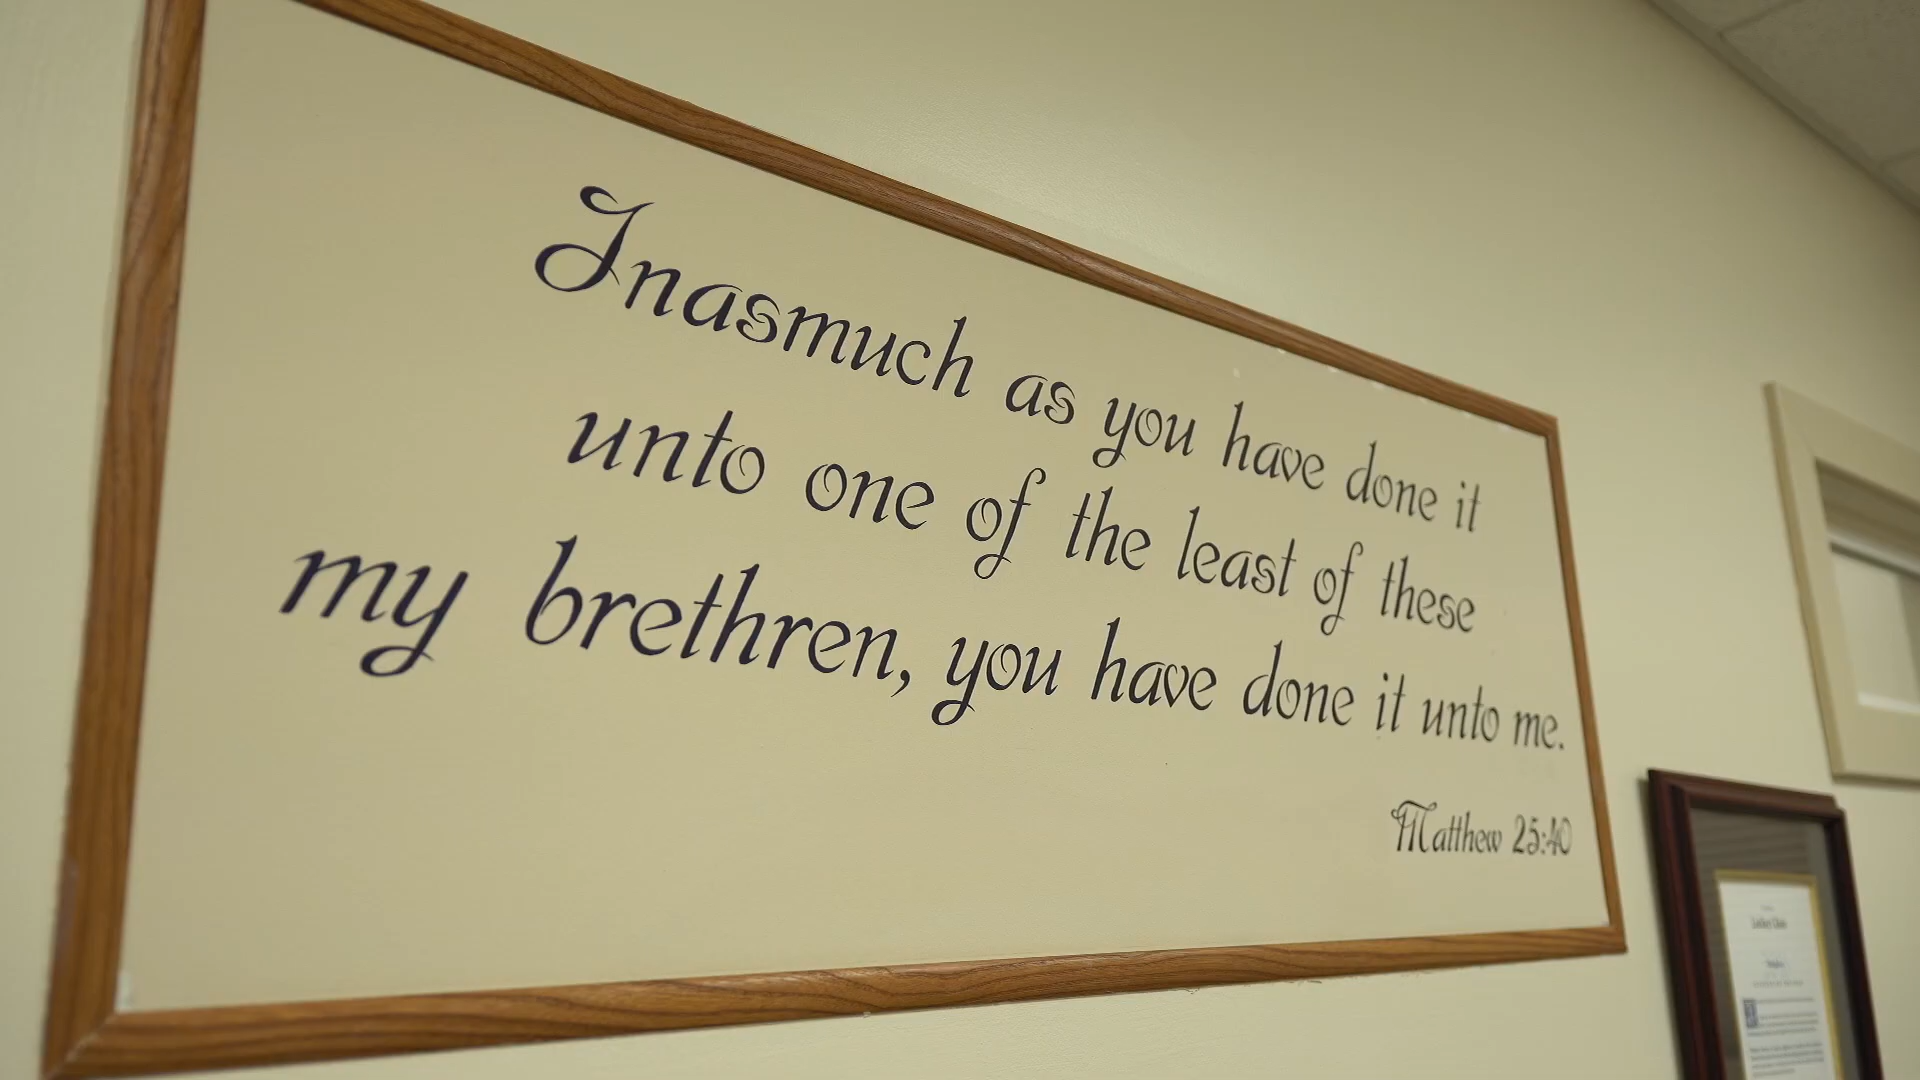 Inasmuch as you have done it
unto one of the least of these
my brethren, you have done it unto me.
Matthew 25:40